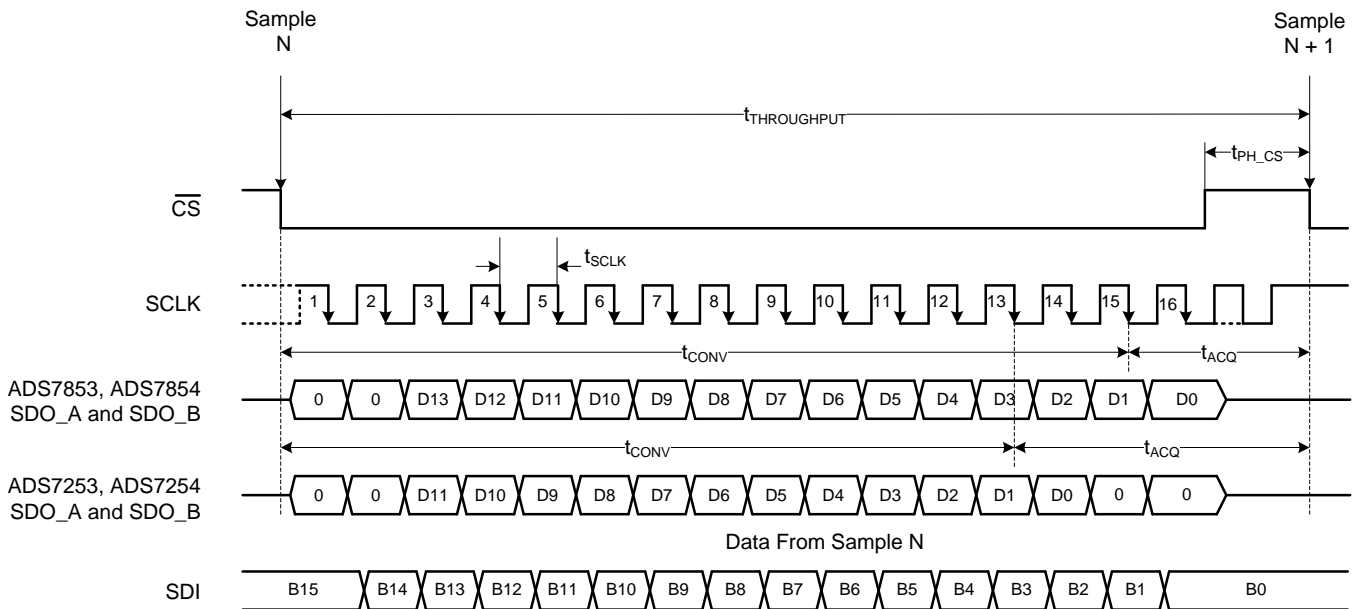 Sample
N
Sample
N + 1
tTHROUGHPUT
tPH_CS
CS
tSCLK
SCLK
1 2 3 4 5 6 7 8 9 10 11 12 13 14 15 16
tCONV tACQ
ADS7853, ADS7854
SDO_A and SDO_B
0 0 D13 D12 D11 D10 D9 D8 D7 D6 D5 D4 D3 D2 D1 D0
tCONV tACQ
ADS7253, ADS7254
SDO_A and SDO_B
0 0 D11 D10 D9 D8 D7 D6 D5 D4 D3 D2 D1 D0 0 0
Data From Sample N
SDI
B15 B14 B13 B12 B11 B10 B9 B8 B7 B6 B5 B4 B3 B2 B1 B0